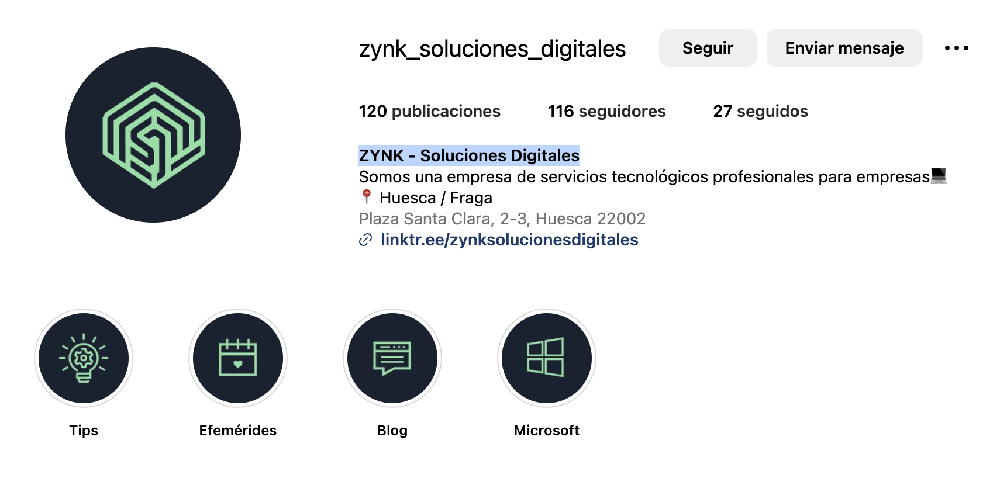 zynk_soluciones_digitales Seguir Enviar mensaje
120 publicaciones 116 seguidores 27 seguidos
ZYNK - Soluciones Digitales
Somos una empresa de servicios tecnológicos profesionales para empresas💻
📍 Huesca / Fraga
Plaza Santa Clara, 2-3, Huesca 22002
linktr.ee/zynksolucionesdigitales
Tips Efemérides Blog Microsoft